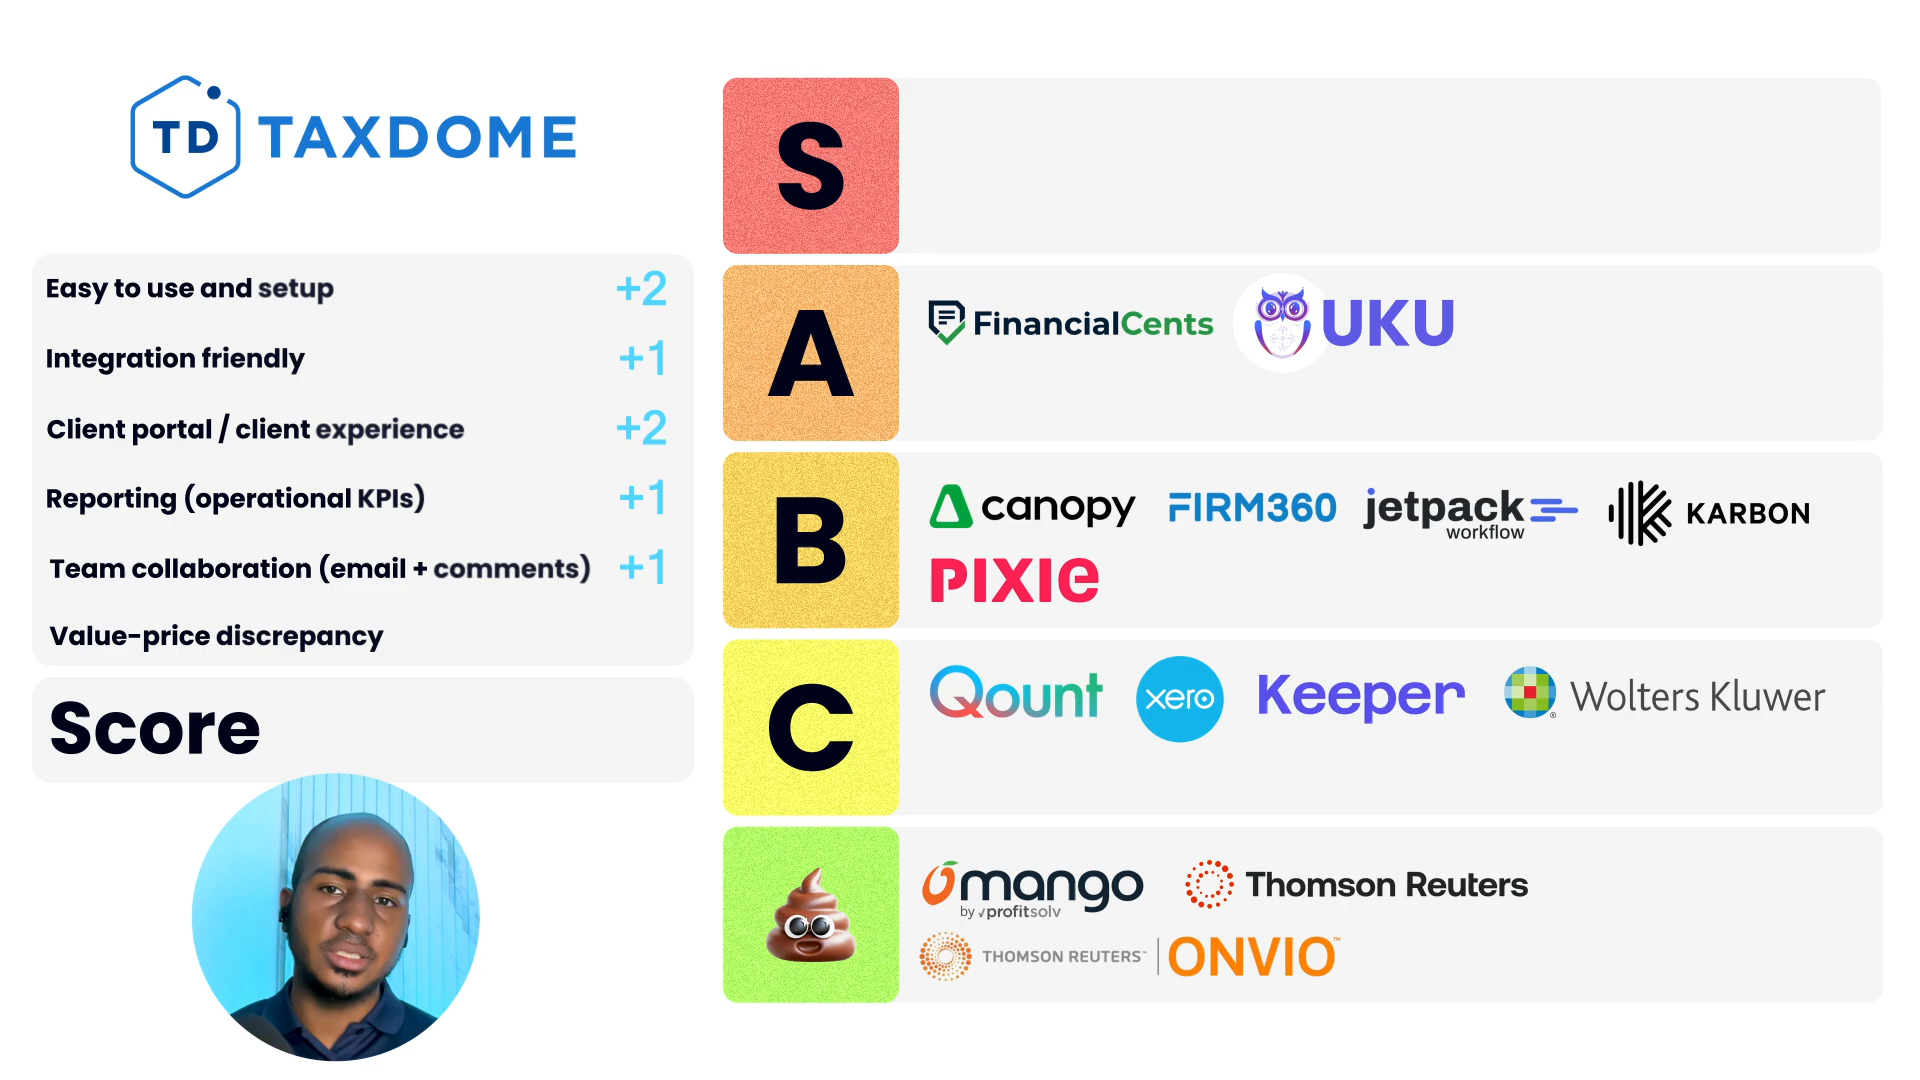 TD TAXDOME
Easy to use and setup +2
Integration friendly +1
Client portal / client experience +2
Reporting (operational KPIs) +1
Team collaboration (email + comments) +1
Value-price discrepancy
Score
S
A
FinancialCents UKU
B
canopy FIRM360 jetpack workflow KARBON
PIXIE
C
Qount xero Keeper Wolters Kluwer ®
mango by profitsolv Thomson Reuters
THOMSON REUTERS™ ONVIO™